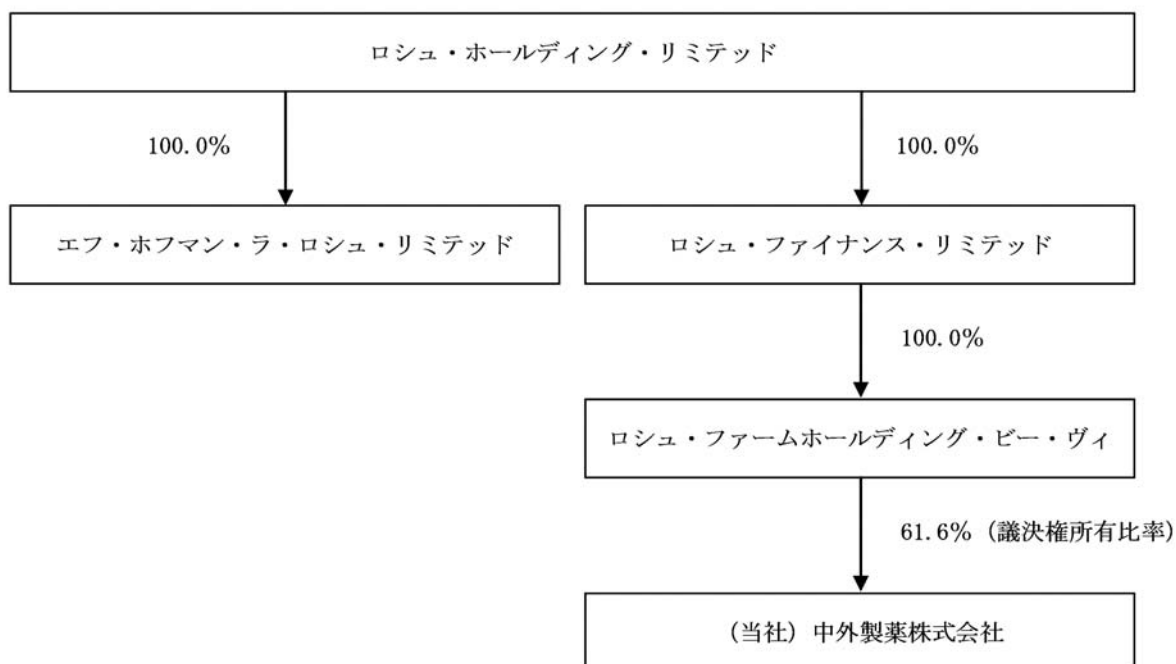 ロシュ・ホールディング・リミテッド
100.0%
100.0%
エフ・ホフマン・ラ・ロシュ・リミテッド
ロシュ・ファイナンス・リミテッド
100.0%
ロシュ・ファームホールディング・ビー・ヴィ
61.6%（議決権所有比率）
（当社）中外製薬株式会社